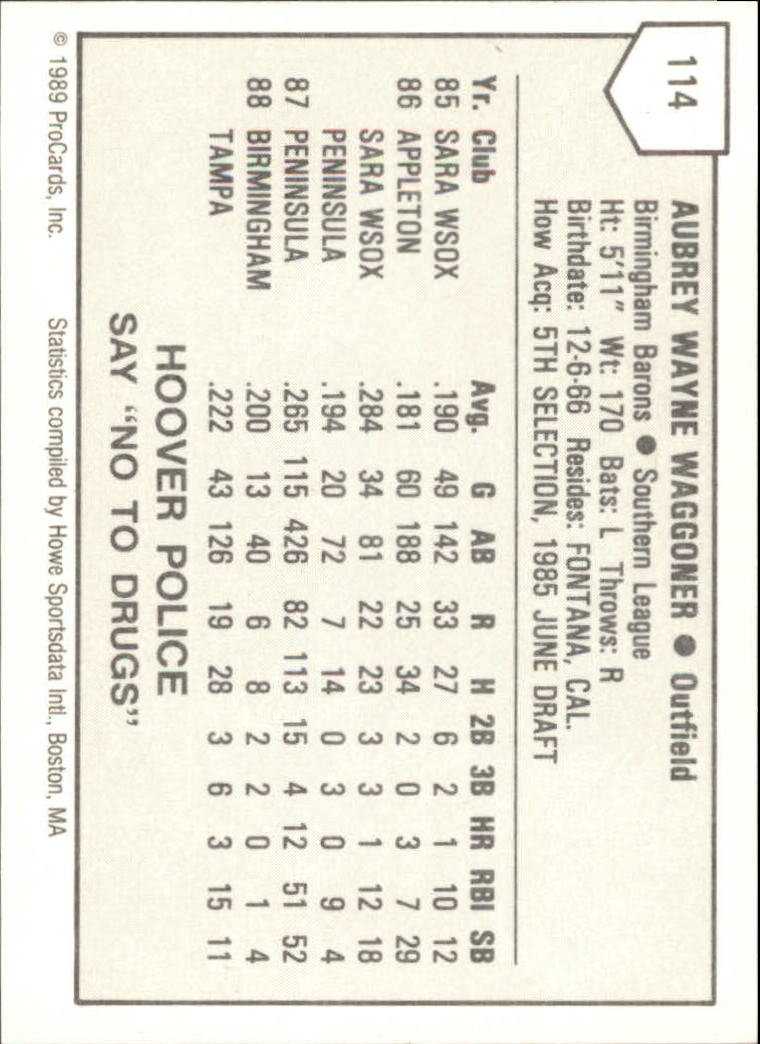 114
AUBREY WAYNE WAGGONER ● Outfield
Birmingham Barons ● Southern League
Ht: 5'11" Wt: 170 Bats: L Throws: R
Birthdate: 12-6-66 Resides: FONTANA, CAL.
How Acq: 5TH SELECTION, 1985 JUNE DRAFT
Yr. Club Avg. G AB R H 2B 3B HR RBI SB
85 SARA WSOX .190 49 142 33 27 6 2 1 10 12
86 APPLETON .181 60 188 25 34 2 0 3 7 29
SARA WSOX .284 34 81 22 23 3 3 1 12 18
PENINSULA .194 20 72 7 14 0 3 0 9 4
87 PENINSULA .265 115 426 82 113 15 4 12 51 52
88 BIRMINGHAM .200 13 40 6 8 2 2 0 1 4
TAMPA .222 43 126 19 28 3 6 3 15 11
HOOVER POLICE
SAY "NO TO DRUGS"
© 1989 ProCards, Inc. Statistics compiled by Howe Sportsdata Intl., Boston, MA